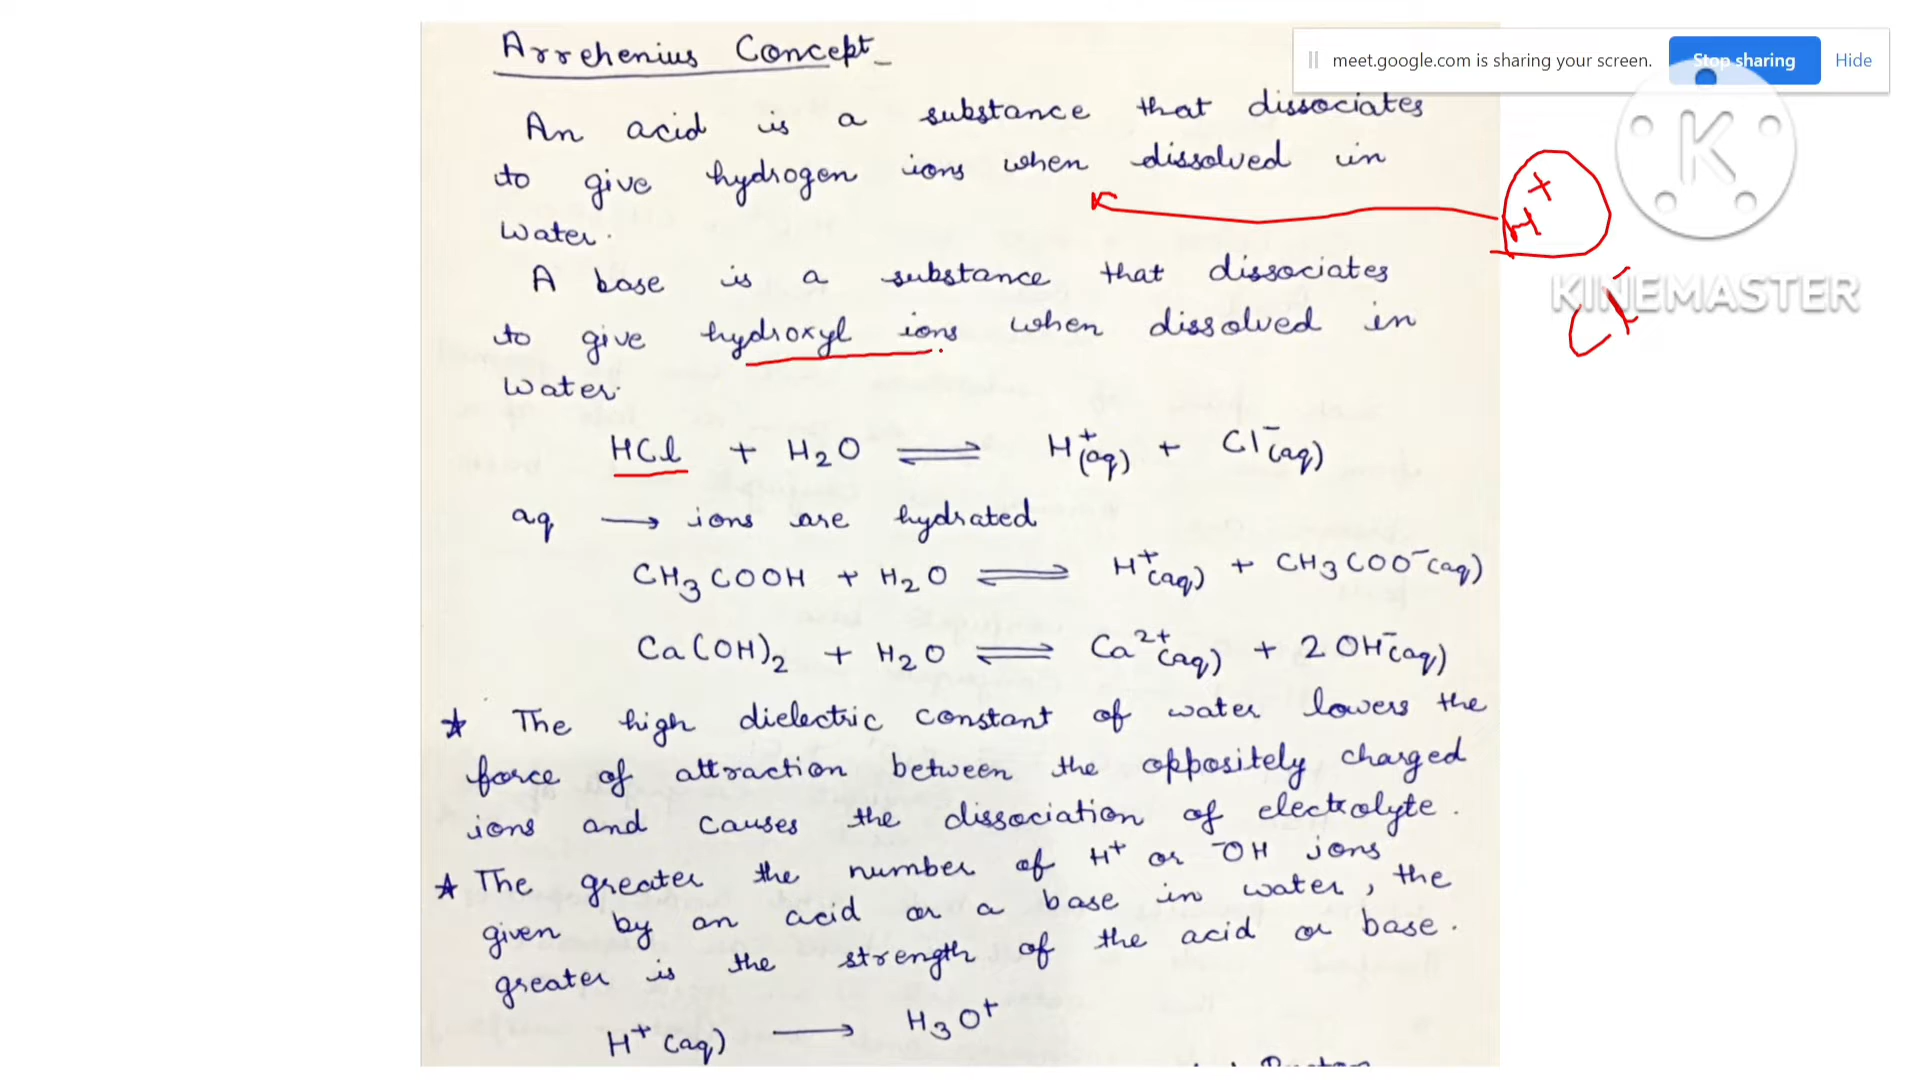 Arrehenius Concept
meet.google.com is sharing your screen. Stop sharing Hide
An acid is a substance that dissociates
to give hydrogen ions when dissolved in
water.
H+
KINEMASTER
Cl-
A base is a substance that dissociates
to give hydroxyl ions when dissolved in
water.
HCl + H2O ⇌ H+(aq) + Cl-(aq)
aq → ions are hydrated
CH3COOH + H2O ⇌ H+(aq) + CH3COO-(aq)
Ca(OH)2 + H2O ⇌ Ca2+(aq) + 2OH-(aq)
★ The high dielectric constant of water lowers the
force of attraction between the oppositely charged
ions and causes the dissociation of electrolyte.
★ The greater the number of H+ or -OH ions
given by an acid or a base in water, the
greater is the strength of the acid or base.
H+(aq) → H3O+